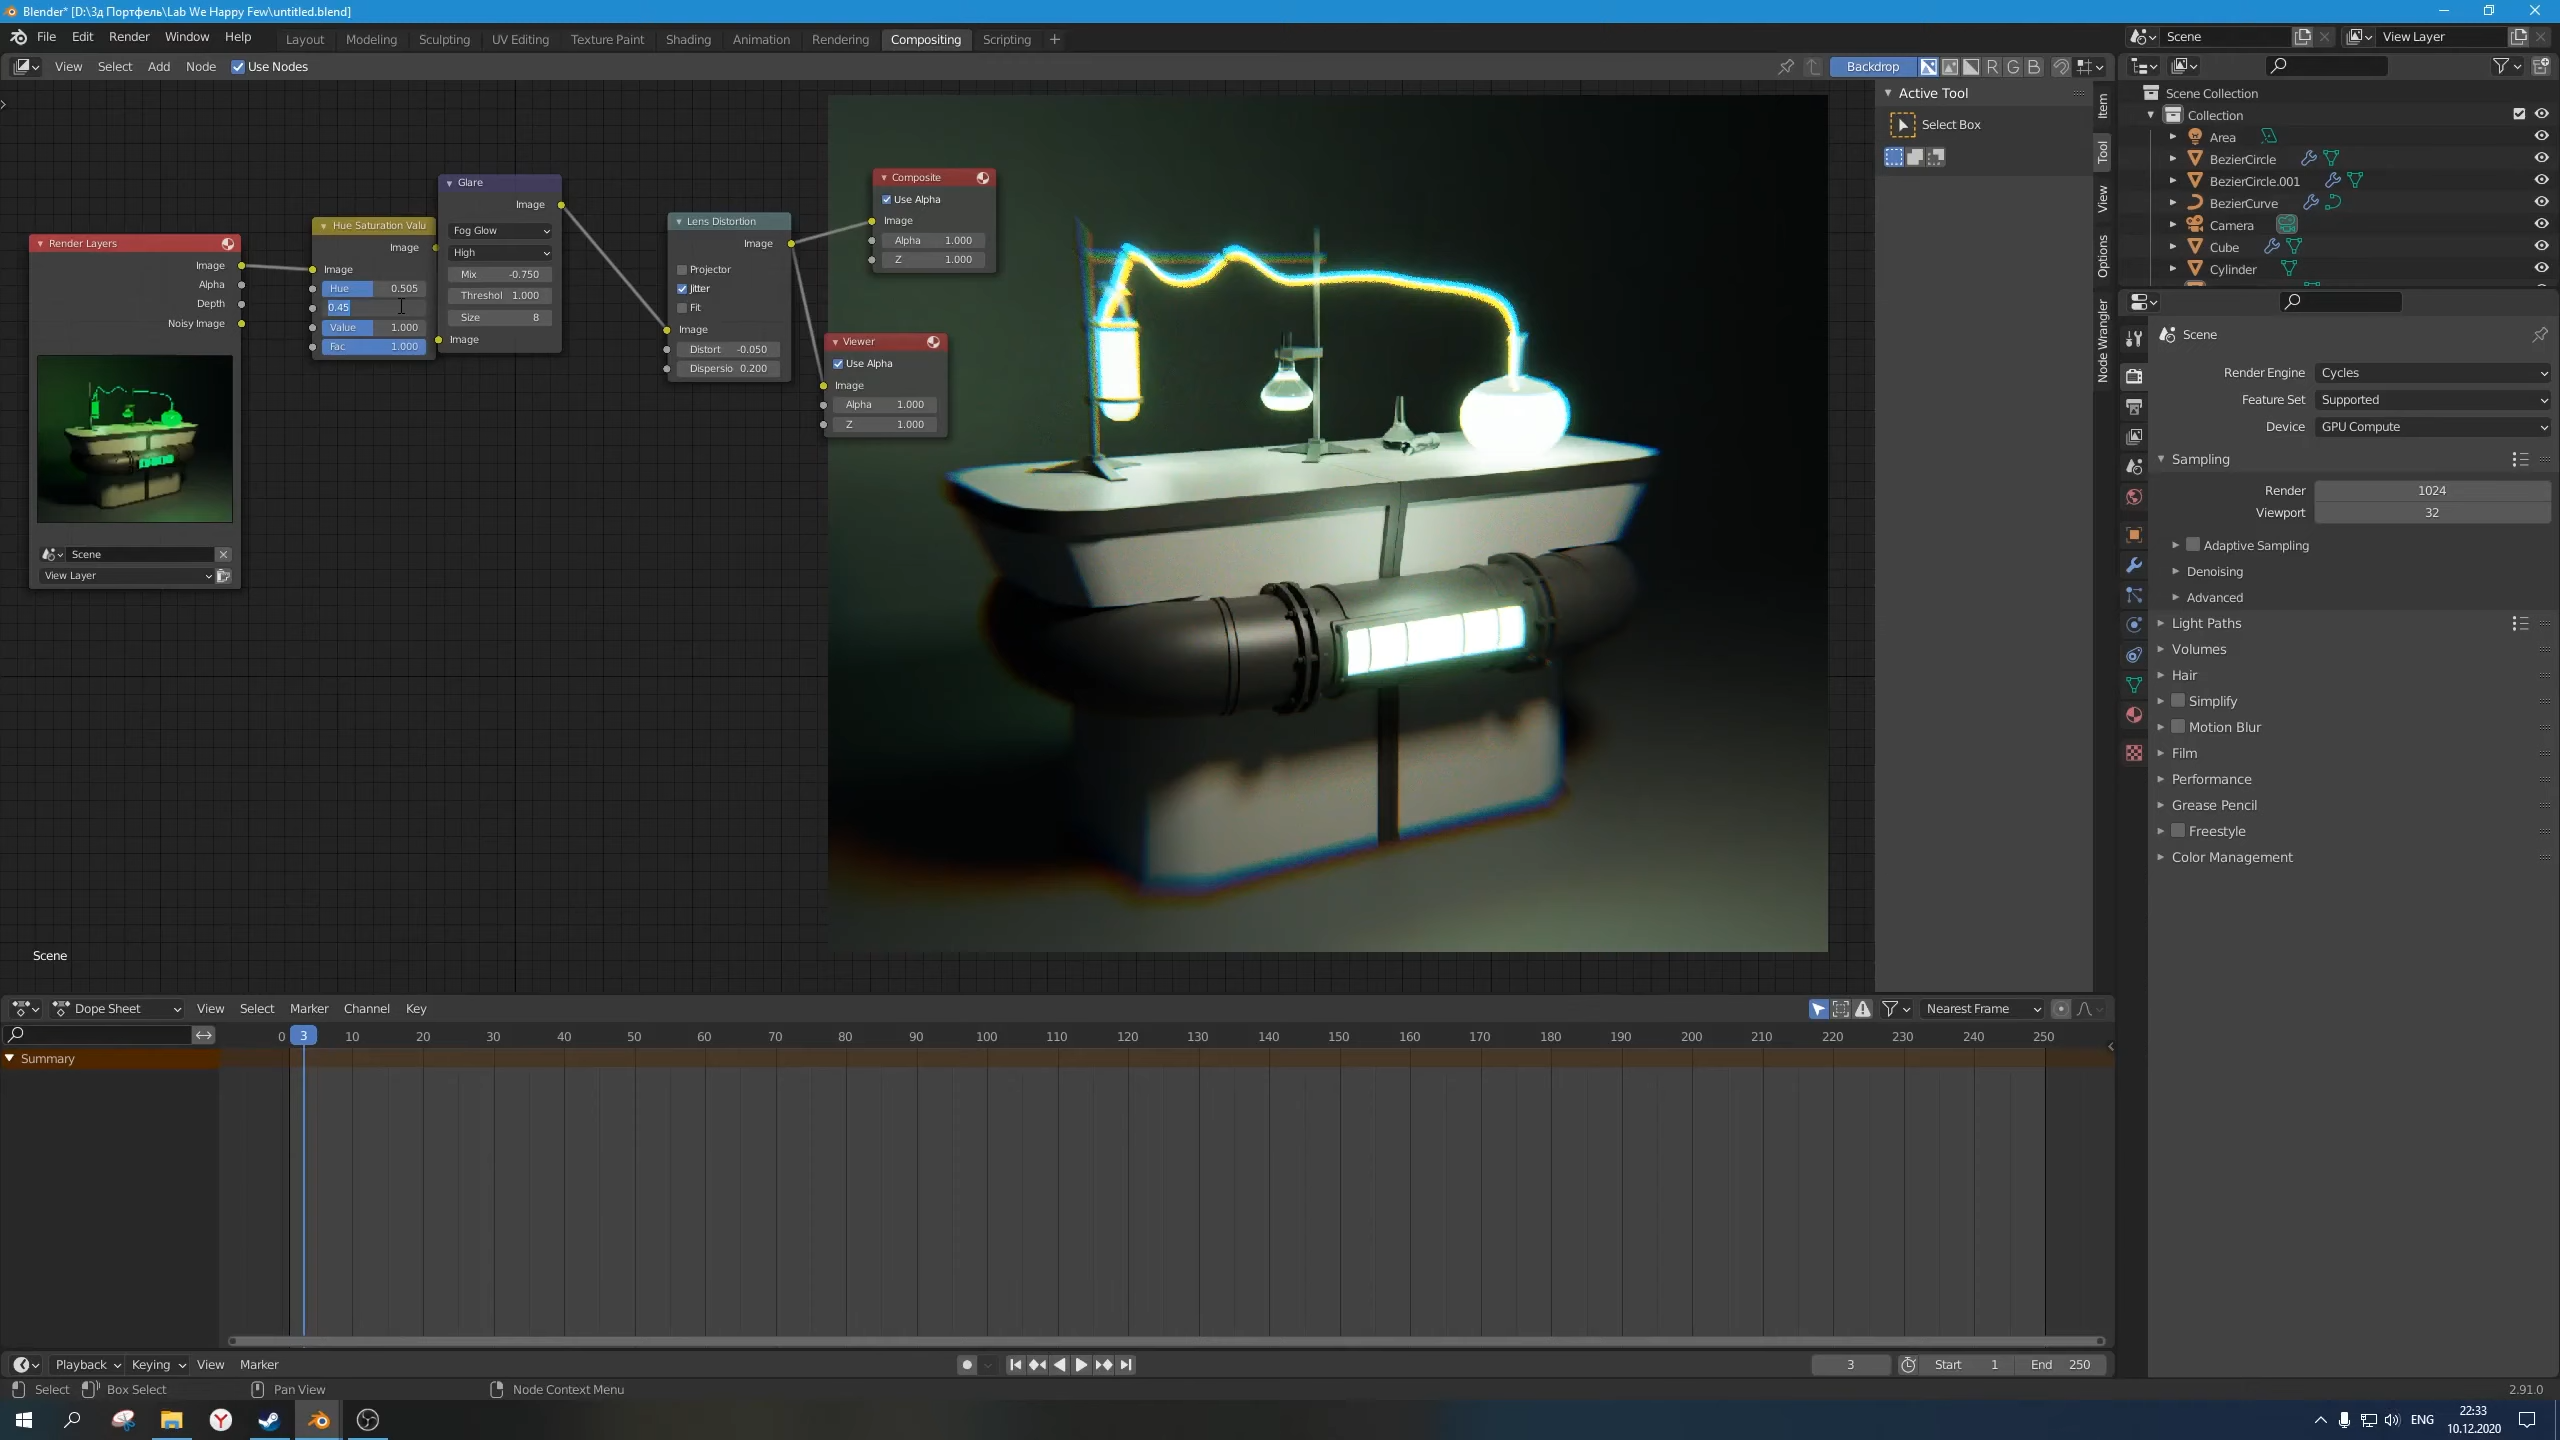 Blender* [D:\3д Портфель\Lab We Happy Few\untitled.blend]
File Edit Render Window Help Layout Modeling Sculpting UV Editing Texture Paint Shading Animation Rendering Compositing Scripting + Scene View Layer
View Select Add Node Use Nodes Backdrop R G B
Active Tool
Select Box
Item
Tool
View
Options
Node Wrangler
Scene Collection
Collection
Area
BezierCircle
BezierCircle.001
BezierCurve
Camera
Cube
Cylinder
Render Layers
Image
Alpha
Depth
Noisy Image
Scene
View Layer
Hue Saturation Valu
Image
Image
Hue 0.505
0.45
Value 1.000
Fac 1.000
Glare
Image
Fog Glow
High
Mix -0.750
Threshol 1.000
Size 8
Image
Lens Distortion
Image
Projector
Jitter
Fit
Image
Distort -0.050
Dispersio 0.200
Composite
Use Alpha
Image
Alpha 1.000
Z 1.000
Viewer
Use Alpha
Image
Alpha 1.000
Z 1.000
Scene
Scene
Render Engine Cycles
Feature Set Supported
Device GPU Compute
Sampling
Render 1024
Viewport 32
Adaptive Sampling
Denoising
Advanced
Light Paths
Volumes
Hair
Simplify
Motion Blur
Film
Performance
Grease Pencil
Freestyle
Color Management
Dope Sheet View Select Marker Channel Key Nearest Frame
0 3 10 20 30 40 50 60 70 80 90 100 110 120 130 140 150 160 170 180 190 200 210 220 230 240 250
Summary
Playback Keying View Marker 3 Start 1 End 250
Select Box Select Pan View Node Context Menu 2.91.0
ENG 22:33
10.12.2020